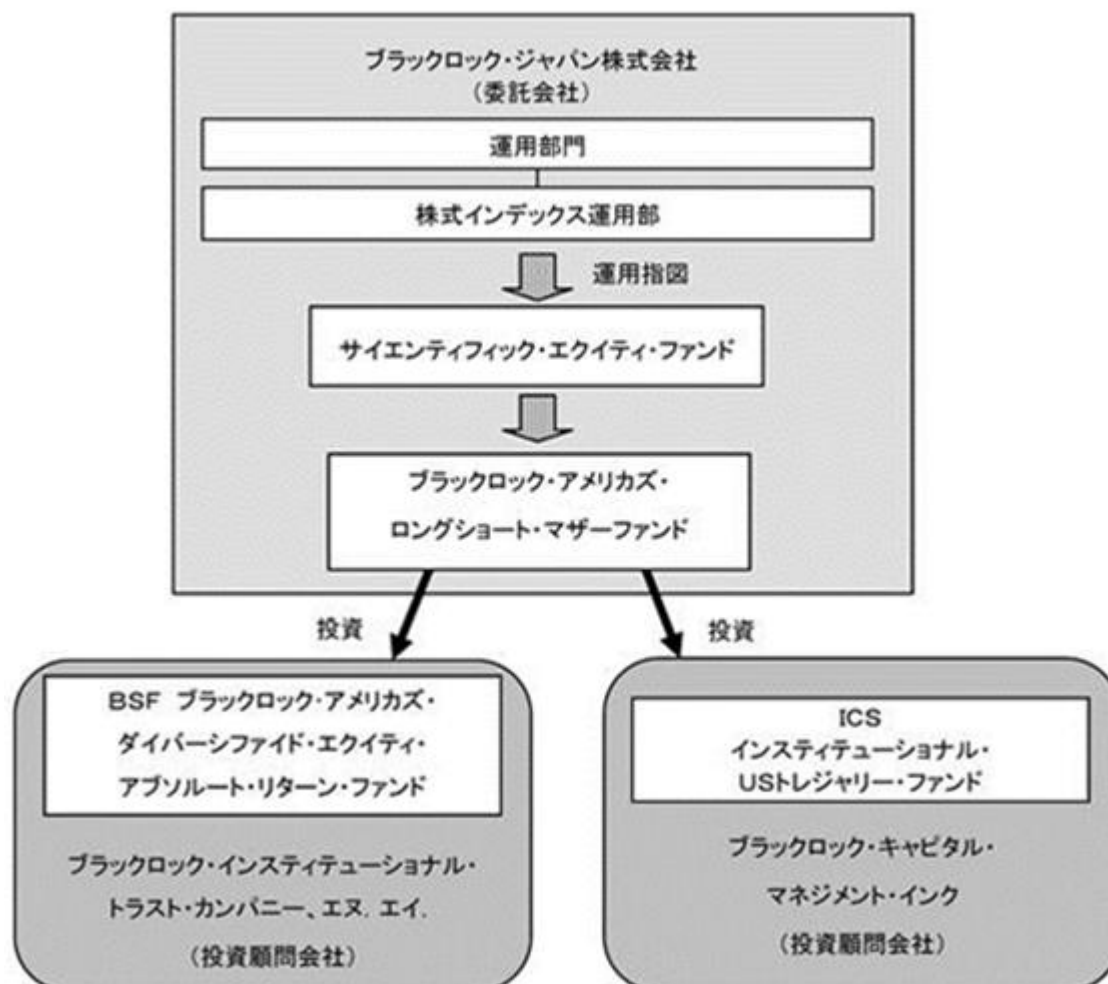 ブラックロック・ジャパン株式会社
（委託会社）
運用部門
株式インデックス運用部
運用指図
サイエンティフィック・エクイティ・ファンド
ブラックロック・アメリカズ・
ロングショート・マザーファンド
投資
投資
BSF ブラックロック・アメリカズ・
ダイバーシファイド・エクイティ・
アブソルート・リターン・ファンド
ブラックロック・インスティテューショナル・
トラスト・カンパニー、エヌ．エイ．
（投資顧問会社）
ICS
インスティテューショナル・
USトレジャリー・ファンド
ブラックロック・キャピタル・
マネジメント・インク
（投資顧問会社）